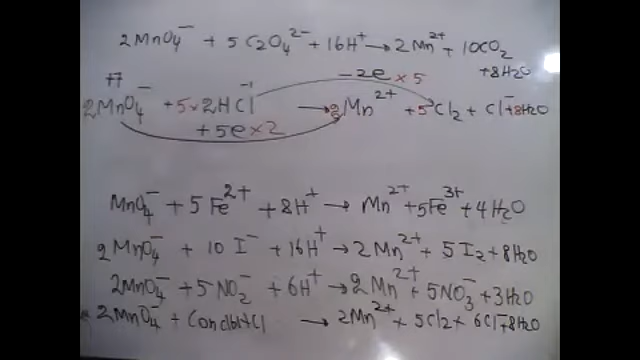 2MnO₄⁻ + 5C₂O₄²⁻ + 16H⁺ → 2Mn²⁺ + 10CO₂
+8H₂O
-2e × 5
+7 -1
2MnO₄⁻ + 5×2HCl → 2Mn²⁺ + 5Cl₂ + Cl⁻ + 8H₂O
+5e × 2
MnO₄⁻ + 5Fe²⁺ + 8H⁺ → Mn²⁺ + 5Fe³⁺ + 4H₂O
2MnO₄⁻ + 10I⁻ + 16H⁺ → 2Mn²⁺ + 5I₂ + 8H₂O
2MnO₄⁻ + 5NO₂⁻ + 6H⁺ → 2Mn²⁺ + 5NO₃⁻ + 3H₂O
2MnO₄⁻ + → 2Mn²⁺ + 5Cl₂ + 6Cl⁻ + 8H₂O